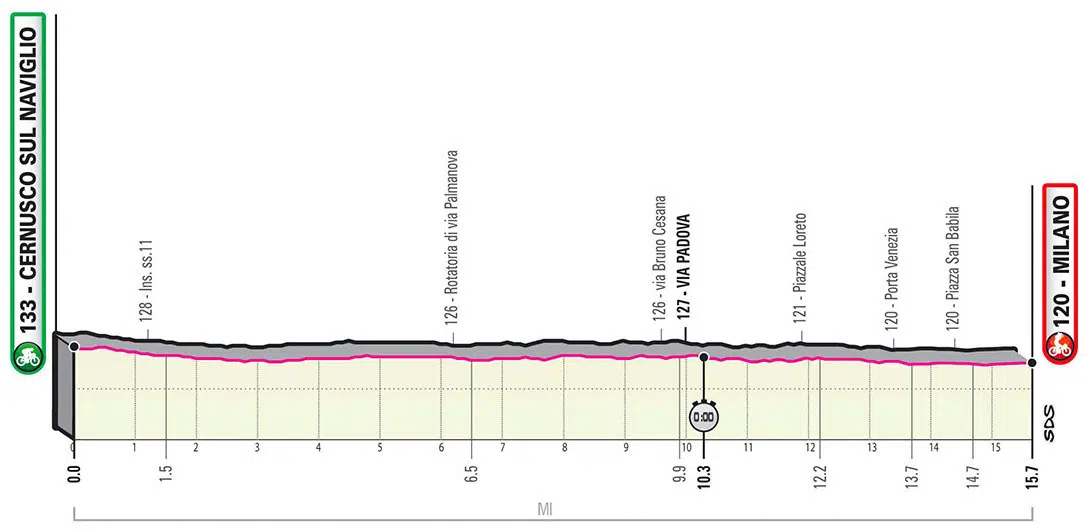 133 - CERNUSCO SUL NAVIGLIO
128 - Ins. ss.11
126 - Rotatoria di via Palmanova
126 - via Bruno Cesana
127 - VIA PADOVA
121 - Piazzale Loreto
120 - Porta Venezia
120 - Piazza San Babila
120 - MILANO
0:00
SDS
0 1 2 3 4 5 6 7 8 9 10 11 12 13 14 15
0.0 1.5 6.5 9.9 10.3 12.2 13.7 14.7 15.7
MI